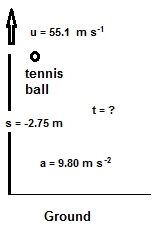 u = 55.1 m s-1
tennis
ball
t = ?
s = -2.75 m
a = 9.80 m s-2
Ground